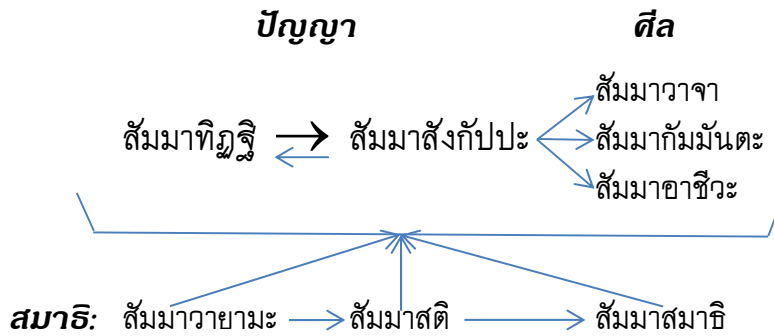 ปัญญา ศีล
สัมมาวาจา
สัมมาทิฏฐิ สัมมาสังกัปปะ สัมมากัมมันตะ
สัมมาอาชีวะ
สมาธิ: สัมมาวายามะ สัมมาสติ สัมมาสมาธิ